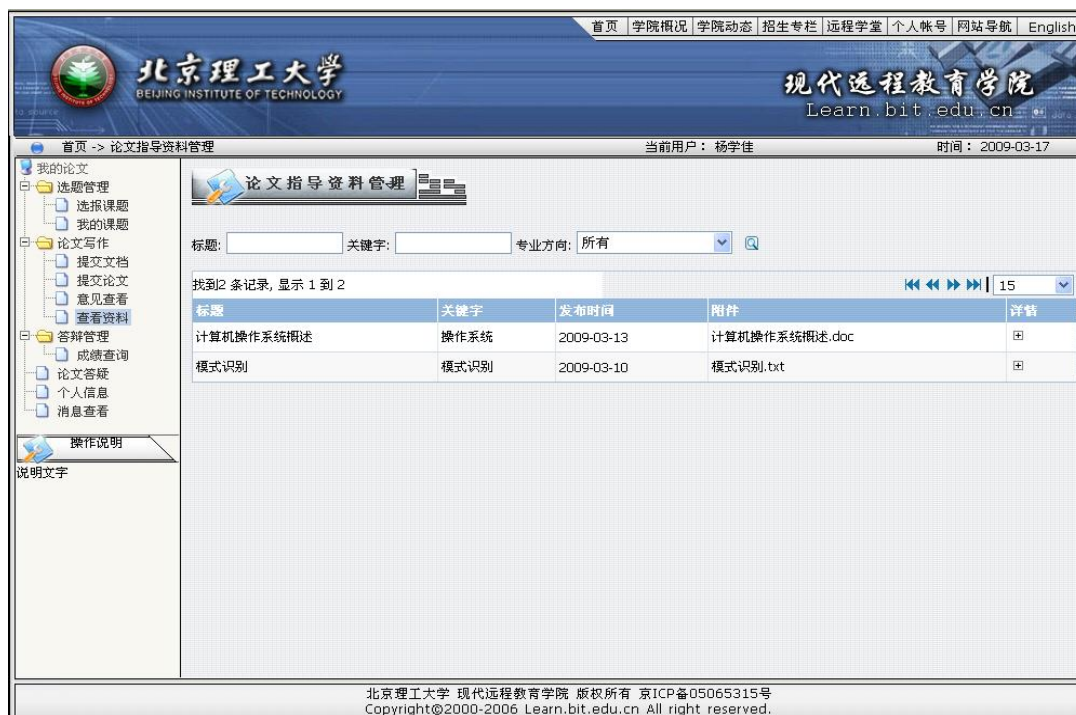 首页 | 学院概况 | 学院动态 | 招生专栏 | 远程学堂 | 个人帐号 | 网站导航 | English
北京理工大学
BEIJING INSTITUTE OF TECHNOLOGY
现代远程教育学院
Learn.bit.edu.cn
首页 -> 论文指导资料管理 当前用户: 杨学佳 时间: 2009-03-17
我的论文
选题管理
选报课题
我的课题
论文写作
提交文档
提交论文
意见查看
查看资料
答辩管理
成绩查询
论文答疑
个人信息
消息查看
操作说明
说明文字
论文指导资料管理
标题: 关键字: 专业方向: 所有
找到2 条记录, 显示 1 到 2 15
标题 关键字 发布时间 附件 详情
计算机操作系统概述 操作系统 2009-03-13 计算机操作系统概述.doc
模式识别 模式识别 2009-03-10 模式识别.txt
北京理工大学 现代远程教育学院 版权所有 京ICP备05065315号
Copyright©2000-2006 Learn.bit.edu.cn All right reserved.